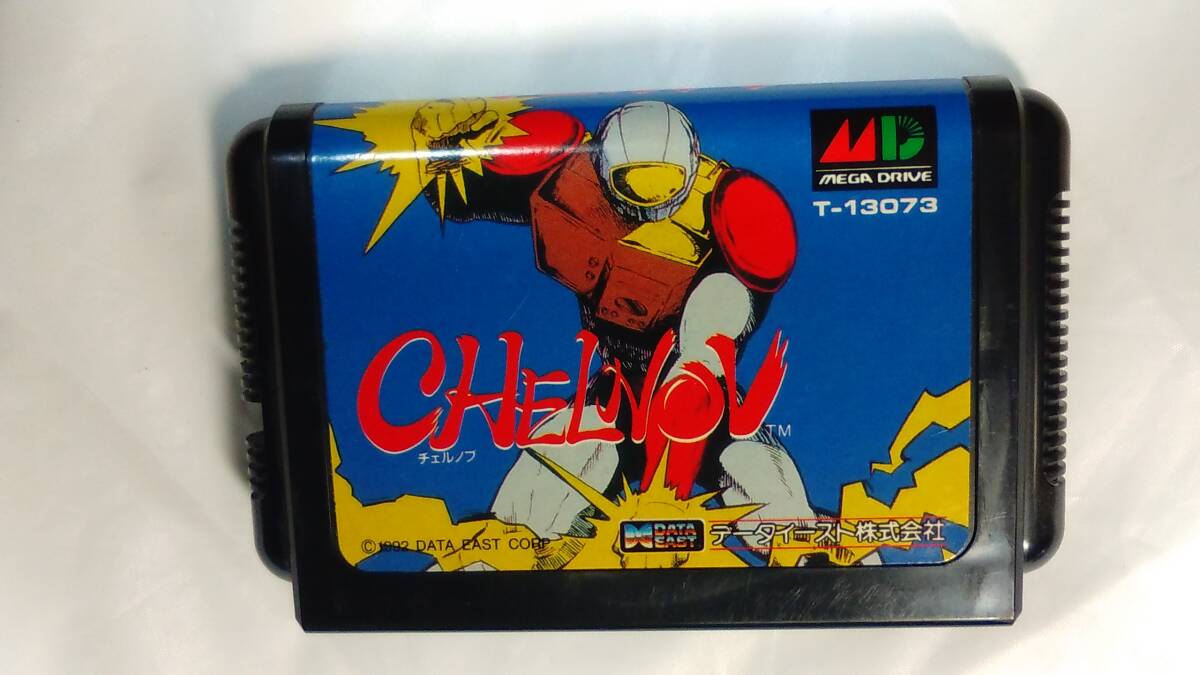 MD
MEGA DRIVE
T-13073
CHELNOV TM
チェルノブ
©1992 DATA EAST CORP
DATA EAST
データイースト株式会社